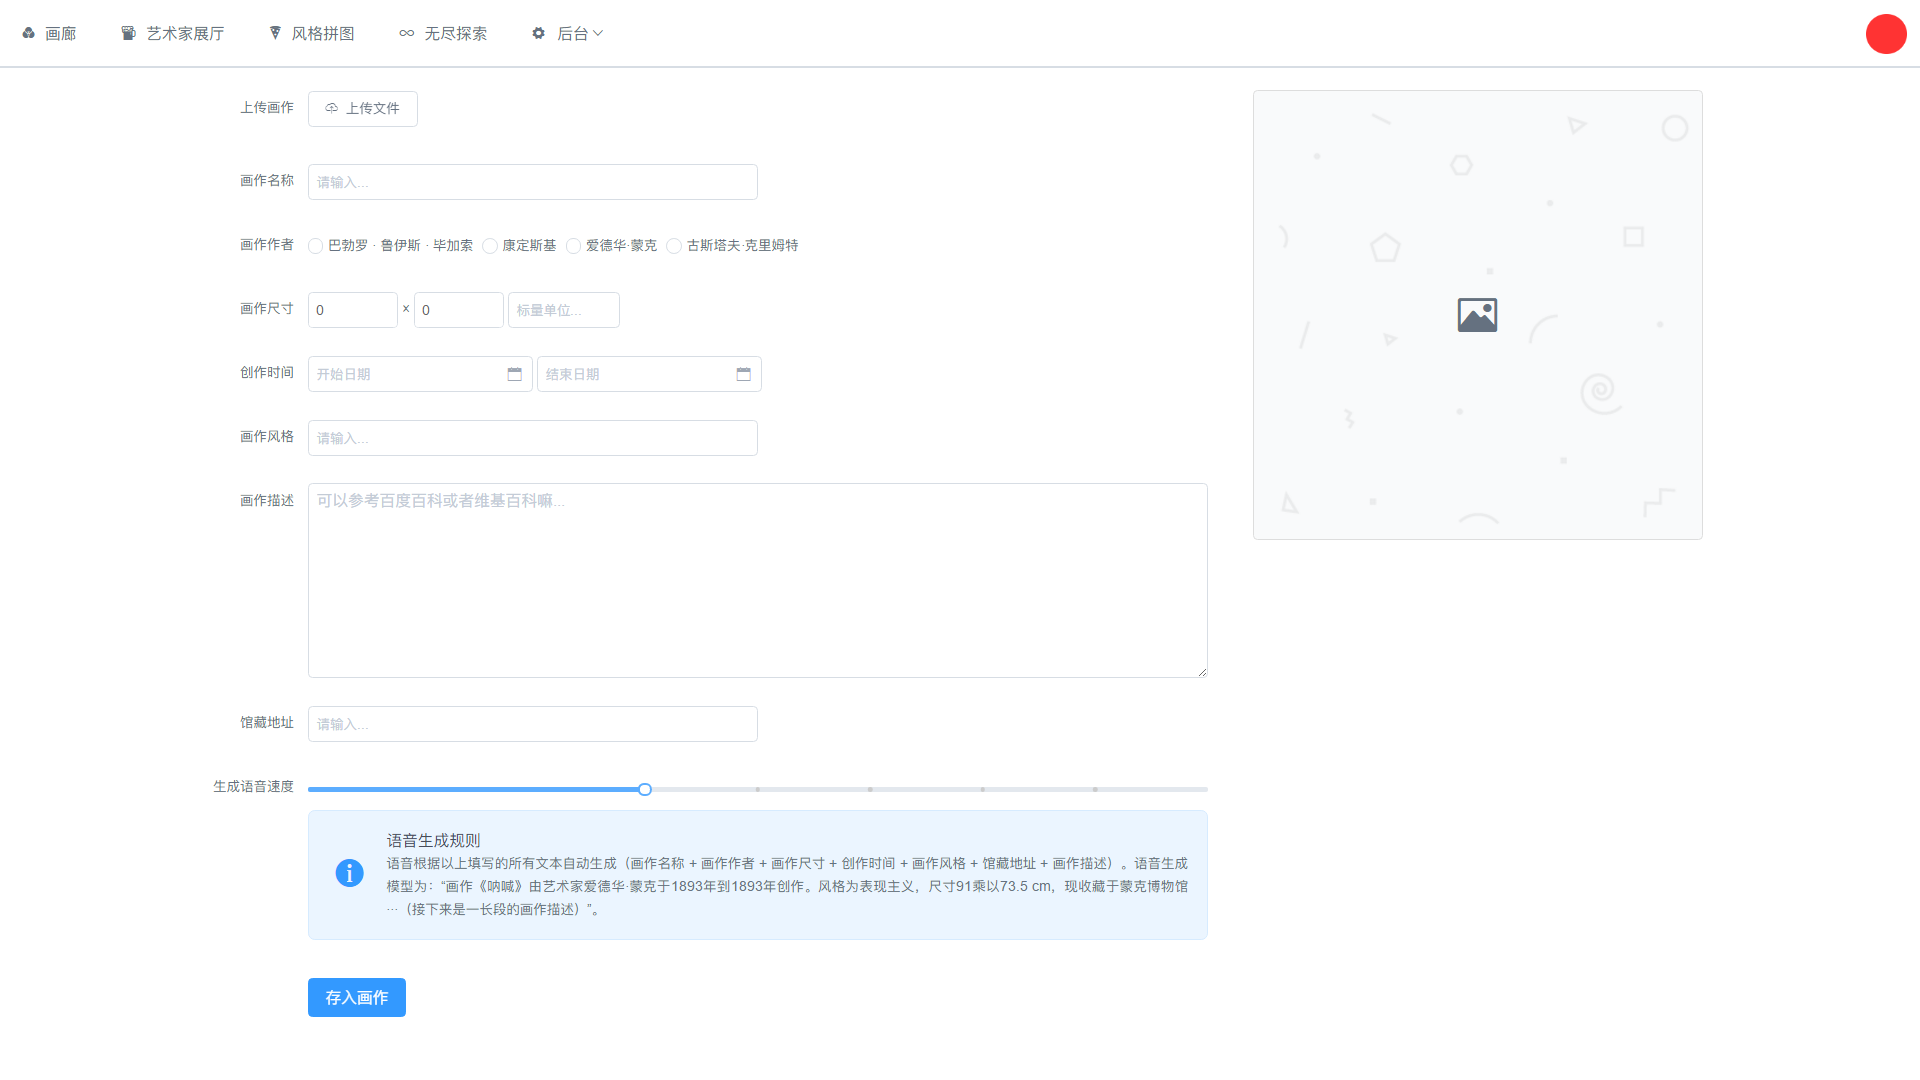 画廊 艺术家展厅 风格拼图 无尽探索 后台
上传画作 上传文件
画作名称 请输入...
画作作者 巴勃罗 · 鲁伊斯 · 毕加索 康定斯基 爱德华·蒙克 古斯塔夫·克里姆特
画作尺寸 0 x 0 标量单位...
创作时间 开始日期 结束日期
画作风格 请输入...
画作描述 可以参考百度百科或者维基百科嘛...
馆藏地址 请输入...
生成语音速度
语音生成规则
语音根据以上填写的所有文本自动生成（画作名称 + 画作作者 + 画作尺寸 + 创作时间 + 画作风格 + 馆藏地址 + 画作描述）。语音生成
模型为：“画作《呐喊》由艺术家爱德华·蒙克于1893年到1893年创作。风格为表现主义，尺寸91乘以73.5 cm，现收藏于蒙克博物馆
…（接下来是一长段的画作描述）”。
存入画作